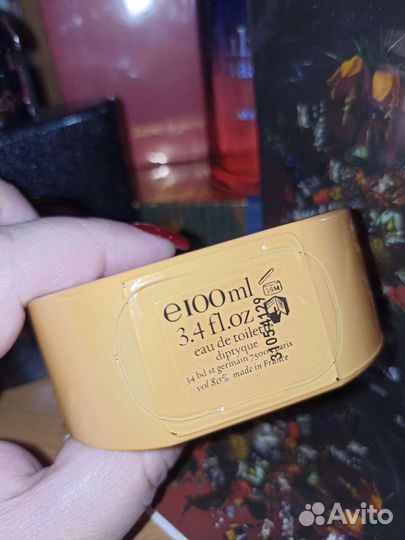 e100ml
3.4 fl.oz
eau de toilette
diptyque
34 bd st germain 75005 paris
vol 80% made in France
36M
Avito